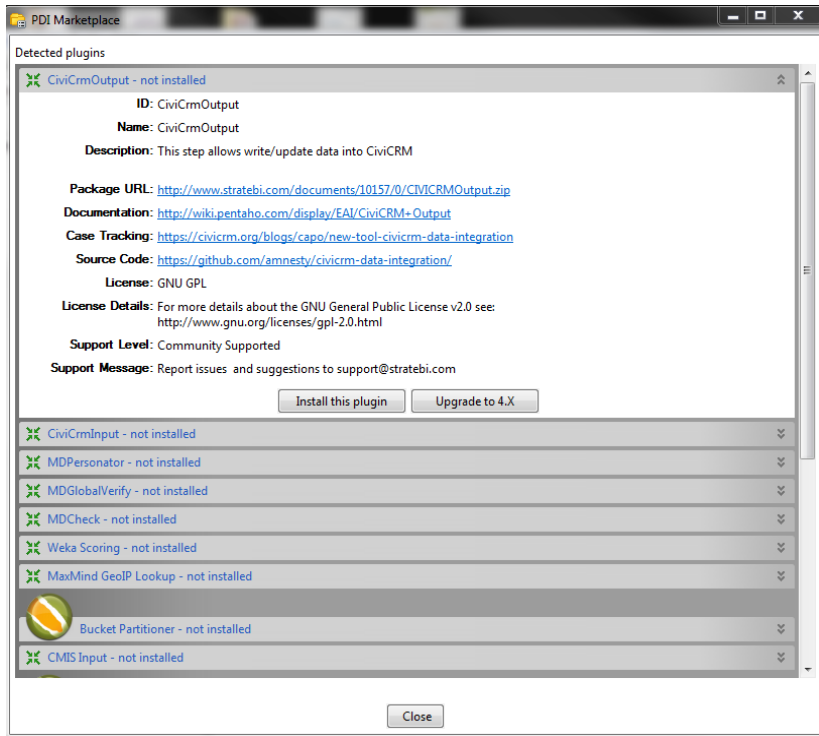 PDI Marketplace
Detected plugins
CiviCrmOutput - not installed
ID: CiviCrmOutput
Name: CiviCrmOutput
Description: This step allows write/update data into CiviCRM
Package URL: http://www.stratebi.com/documents/10157/0/CIVICRMOutput.zip
Documentation: http://wiki.pentaho.com/display/EAI/CiviCRM+Output
Case Tracking: https://civicrm.org/blogs/capo/new-tool-civicrm-data-integration
Source Code: https://github.com/amnesty/civicrm-data-integration/
License: GNU GPL
License Details: For more details about the GNU General Public License v2.0 see:
http://www.gnu.org/licenses/gpl-2.0.html
Support Level: Community Supported
Support Message: Report issues and suggestions to support@stratebi.com
Install this plugin Upgrade to 4.X
CiviCrmInput - not installed
MDPersonator - not installed
MDGlobalVerify - not installed
MDCheck - not installed
Weka Scoring - not installed
MaxMind GeoIP Lookup - not installed
Bucket Partitioner - not installed
CMIS Input - not installed
Close